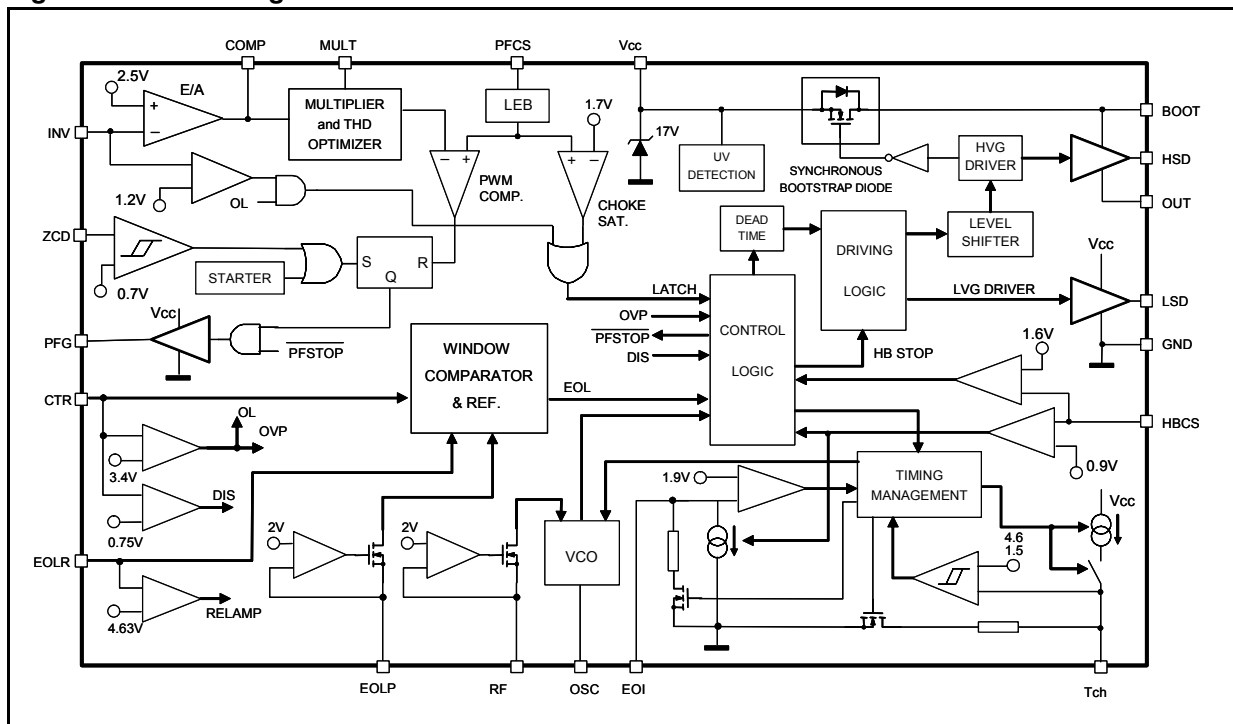 COMP MULT PFCS Vcc
2.5V
E/A
INV
MULTIPLIER
and THD
OPTIMIZER
LEB
1.7V
17V
UV
DETECTION
SYNCHRONOUS
BOOTSTRAP DIODE
HVG
DRIVER
BOOT
HSD
OUT
1.2V
OL
PWM
COMP.
CHOKE
SAT.
ZCD
0.7V
STARTER
S
R
Q
DEAD
TIME
DRIVING
LOGIC
LEVEL
SHIFTER
Vcc
LATCH
OVP
PFSTOP
DIS
CONTROL
LOGIC
LVG DRIVER
LSD
GND
PFG
Vcc
PFSTOP
HB STOP
1.6V
WINDOW
COMPARATOR
& REF.
EOL
CTR
OL
OVP
3.4V
HBCS
0.9V
DIS
0.75V
2V
2V
VCO
1.9V
TIMING
MANAGEMENT
Vcc
4.6
1.5
EOLR
RELAMP
4.63V
EOLP RF OSC EOI Tch